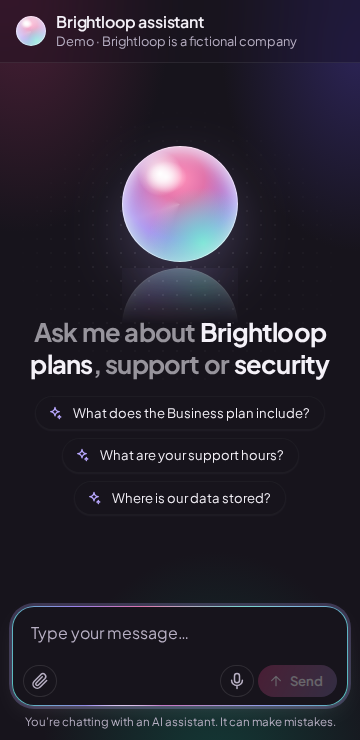 Brightloop assistant
Demo · Brightloop is a fictional company
Ask me about Brightloop
plans, support or security
What does the Business plan include?
What are your support hours?
Where is our data stored?
Type your message...
Send
You're chatting with an AI assistant. It can make mistakes.